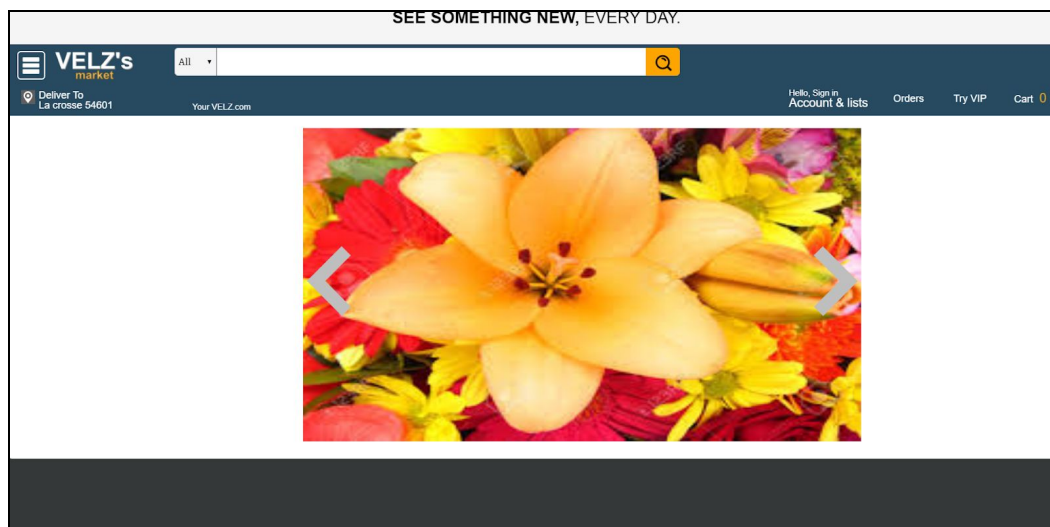 SEE SOMETHING NEW, EVERY DAY.
VELZ's
market
All
Deliver To
La crosse 54601
Your VELZ.com
Hello, Sign in
Account & lists
Orders
Try VIP
Cart 0